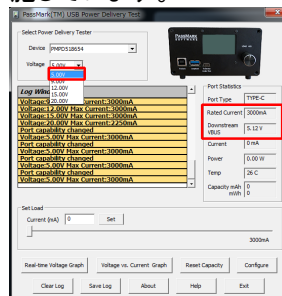 PassMark(TM) USB Power Delivery Tester
Select Power Delivery Tester
Device PMPD518654
Voltage 5.00V
5.00V
12.00V
15.00V
20.00V
PASSMARK
Log Wind
Voltage:5 Current:3000mA
Voltage:12.00V Max Current:3000mA
Voltage:15.00V Max Current:3000mA
Voltage:20.00V Max Current:2250mA
Port capability changed
Voltage:5.00V Max Current:3000mA
Port capability changed
Voltage:5.00V Max Current:3000mA
Port capability changed
Voltage:5.00V Max Current:3000mA
Port Statistics
Port Type TYPE-C
Rated Current 3000mA
Downstream VBUS 5.12 V
Current 0 mA
Power 0.00 W
Temp 26 C
Capacity mAh 0
mWh 0
Set Load
Current (mA) 0 Set
3000mA
Real-time Voltage Graph Voltage vs. Current Graph Reset Capacity Configure
Clear Log Save Log About Help Exit